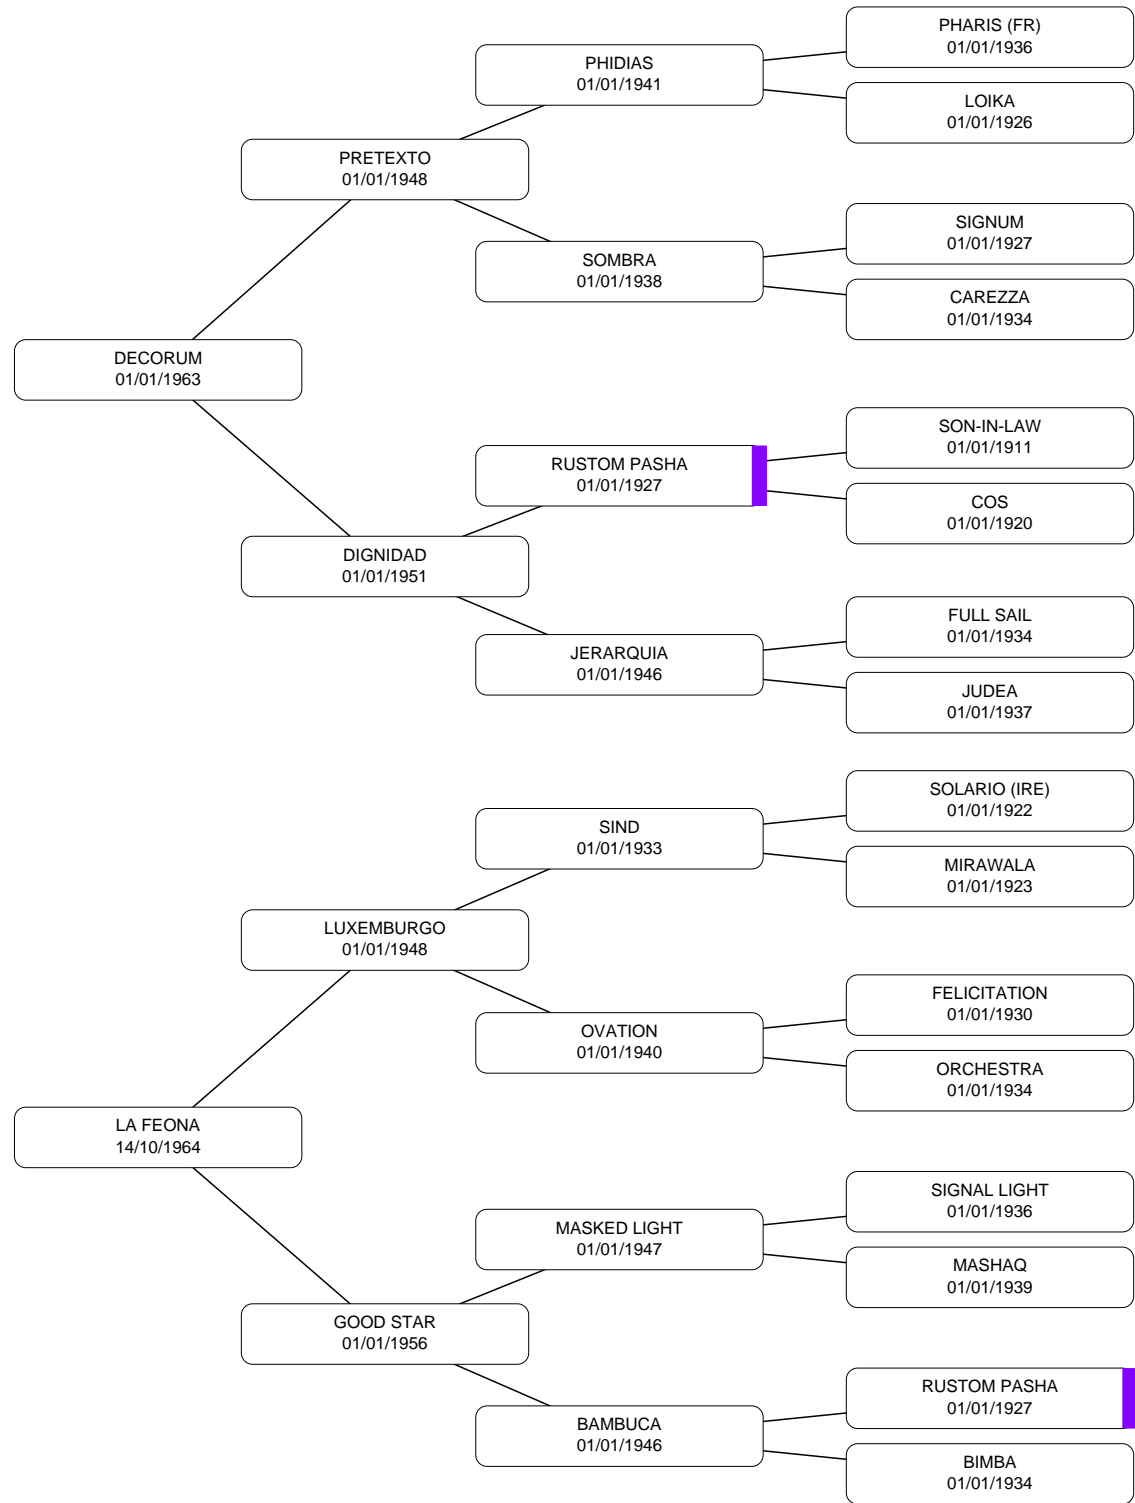 PHARIS (FR)
01/01/1936
PHIDIAS
01/01/1941
LOIKA
01/01/1926
PRETEXTO
01/01/1948
SIGNUM
01/01/1927
SOMBRA
01/01/1938
CAREZZA
01/01/1934
DECORUM
01/01/1963
SON-IN-LAW
01/01/1911
RUSTOM PASHA
01/01/1927
COS
01/01/1920
DIGNIDAD
01/01/1951
FULL SAIL
01/01/1934
JERARQUIA
01/01/1946
JUDEA
01/01/1937
SOLARIO (IRE)
01/01/1922
SIND
01/01/1933
MIRAWALA
01/01/1923
LUXEMBURGO
01/01/1948
FELICITATION
01/01/1930
OVATION
01/01/1940
ORCHESTRA
01/01/1934
LA FEONA
14/10/1964
SIGNAL LIGHT
01/01/1936
MASKED LIGHT
01/01/1947
MASHAQ
01/01/1939
GOOD STAR
01/01/1956
RUSTOM PASHA
01/01/1927
BAMBUCA
01/01/1946
BIMBA
01/01/1934